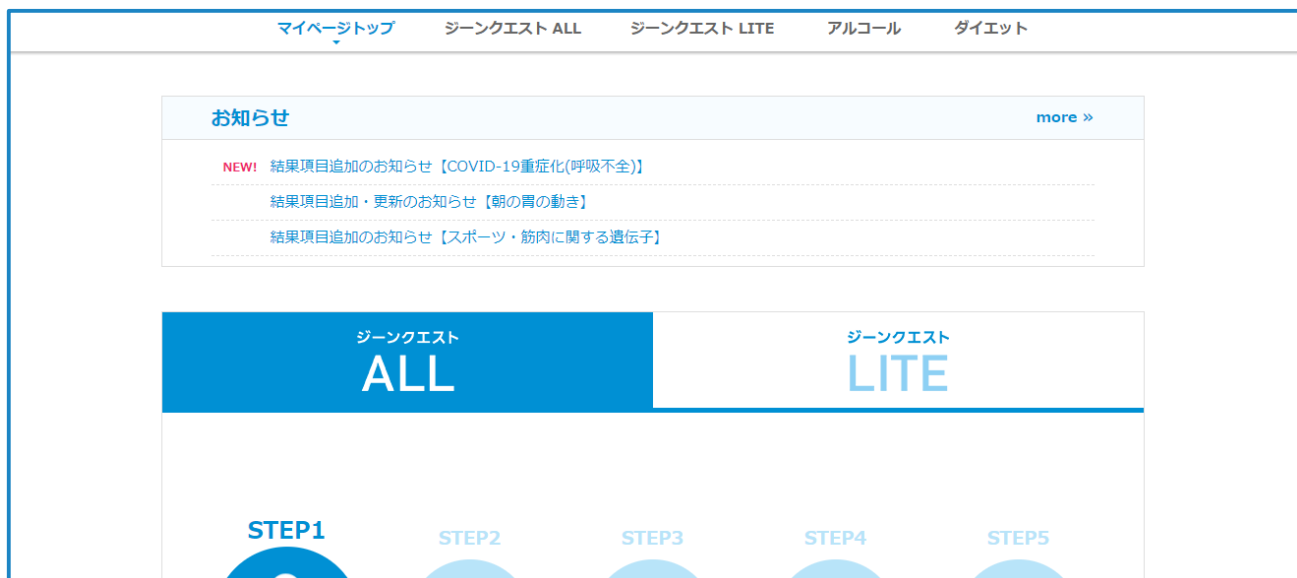 マイページトップ ジーンクエスト ALL ジーンクエスト LITE アルコール ダイエット
お知らせ more »
NEW! 結果項目追加のお知らせ【COVID-19重症化(呼吸不全)】
結果項目追加・更新のお知らせ【朝の胃の動き】
結果項目追加のお知らせ【スポーツ・筋肉に関する遺伝子】
ジーンクエスト ジーンクエスト
ALL LITE
STEP1 STEP2 STEP3 STEP4 STEP5